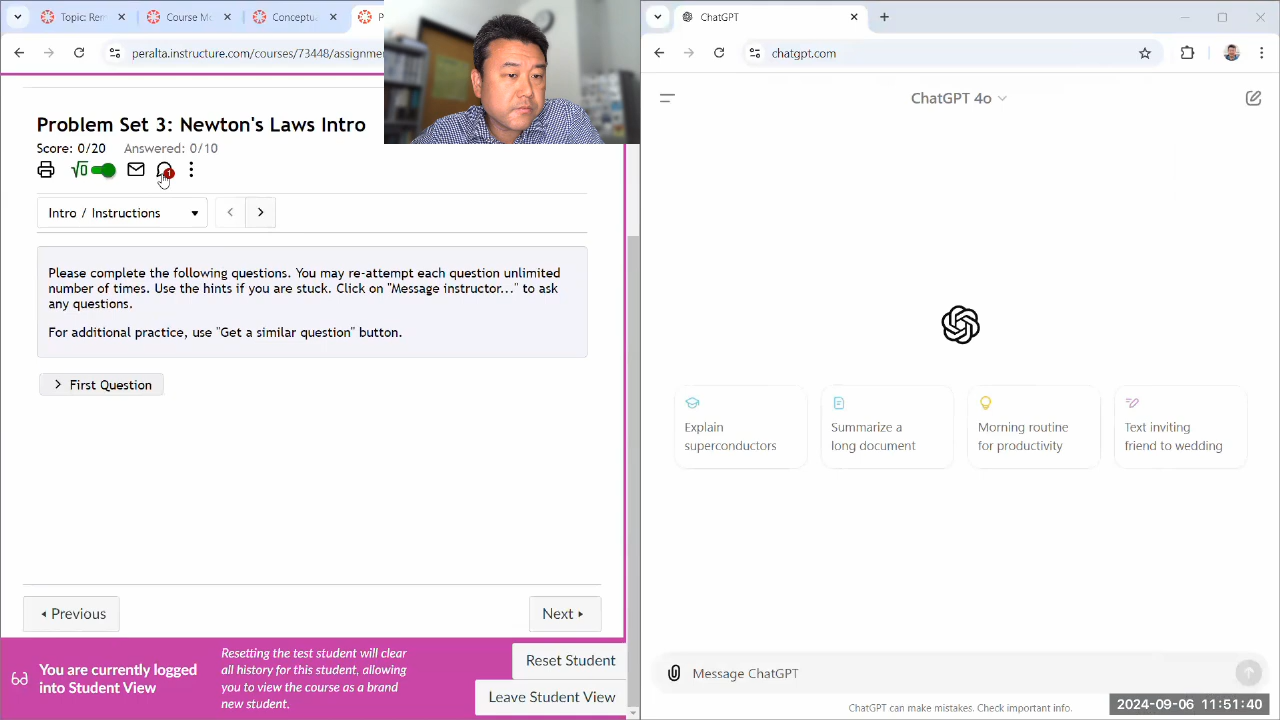 Topic Rem
Course Mo
Conceptu
P
peralta.instructure.com/courses/73448/assignme
Problem Set 3: Newton's Laws Intro
Score: 0/20 Answered: 0/10
√0
1
Intro / Instructions
Please complete the following questions. You may re-attempt each question unlimited
number of times. Use the hints if you are stuck. Click on "Message instructor..." to ask
any questions.
For additional practice, use "Get a similar question" button.
First Question
Previous
Next
You are currently logged
into Student View
Resetting the test student will clear
all history for this student, allowing
you to view the course as a brand
new student.
Reset Student
Leave Student View
ChatGPT
chatgpt.com
ChatGPT 4o
Explain
superconductors
Summarize a
long document
Morning routine
for productivity
Text inviting
friend to wedding
Message ChatGPT
ChatGPT can make mistakes. Check important info.
2024-09-06 11:51:40